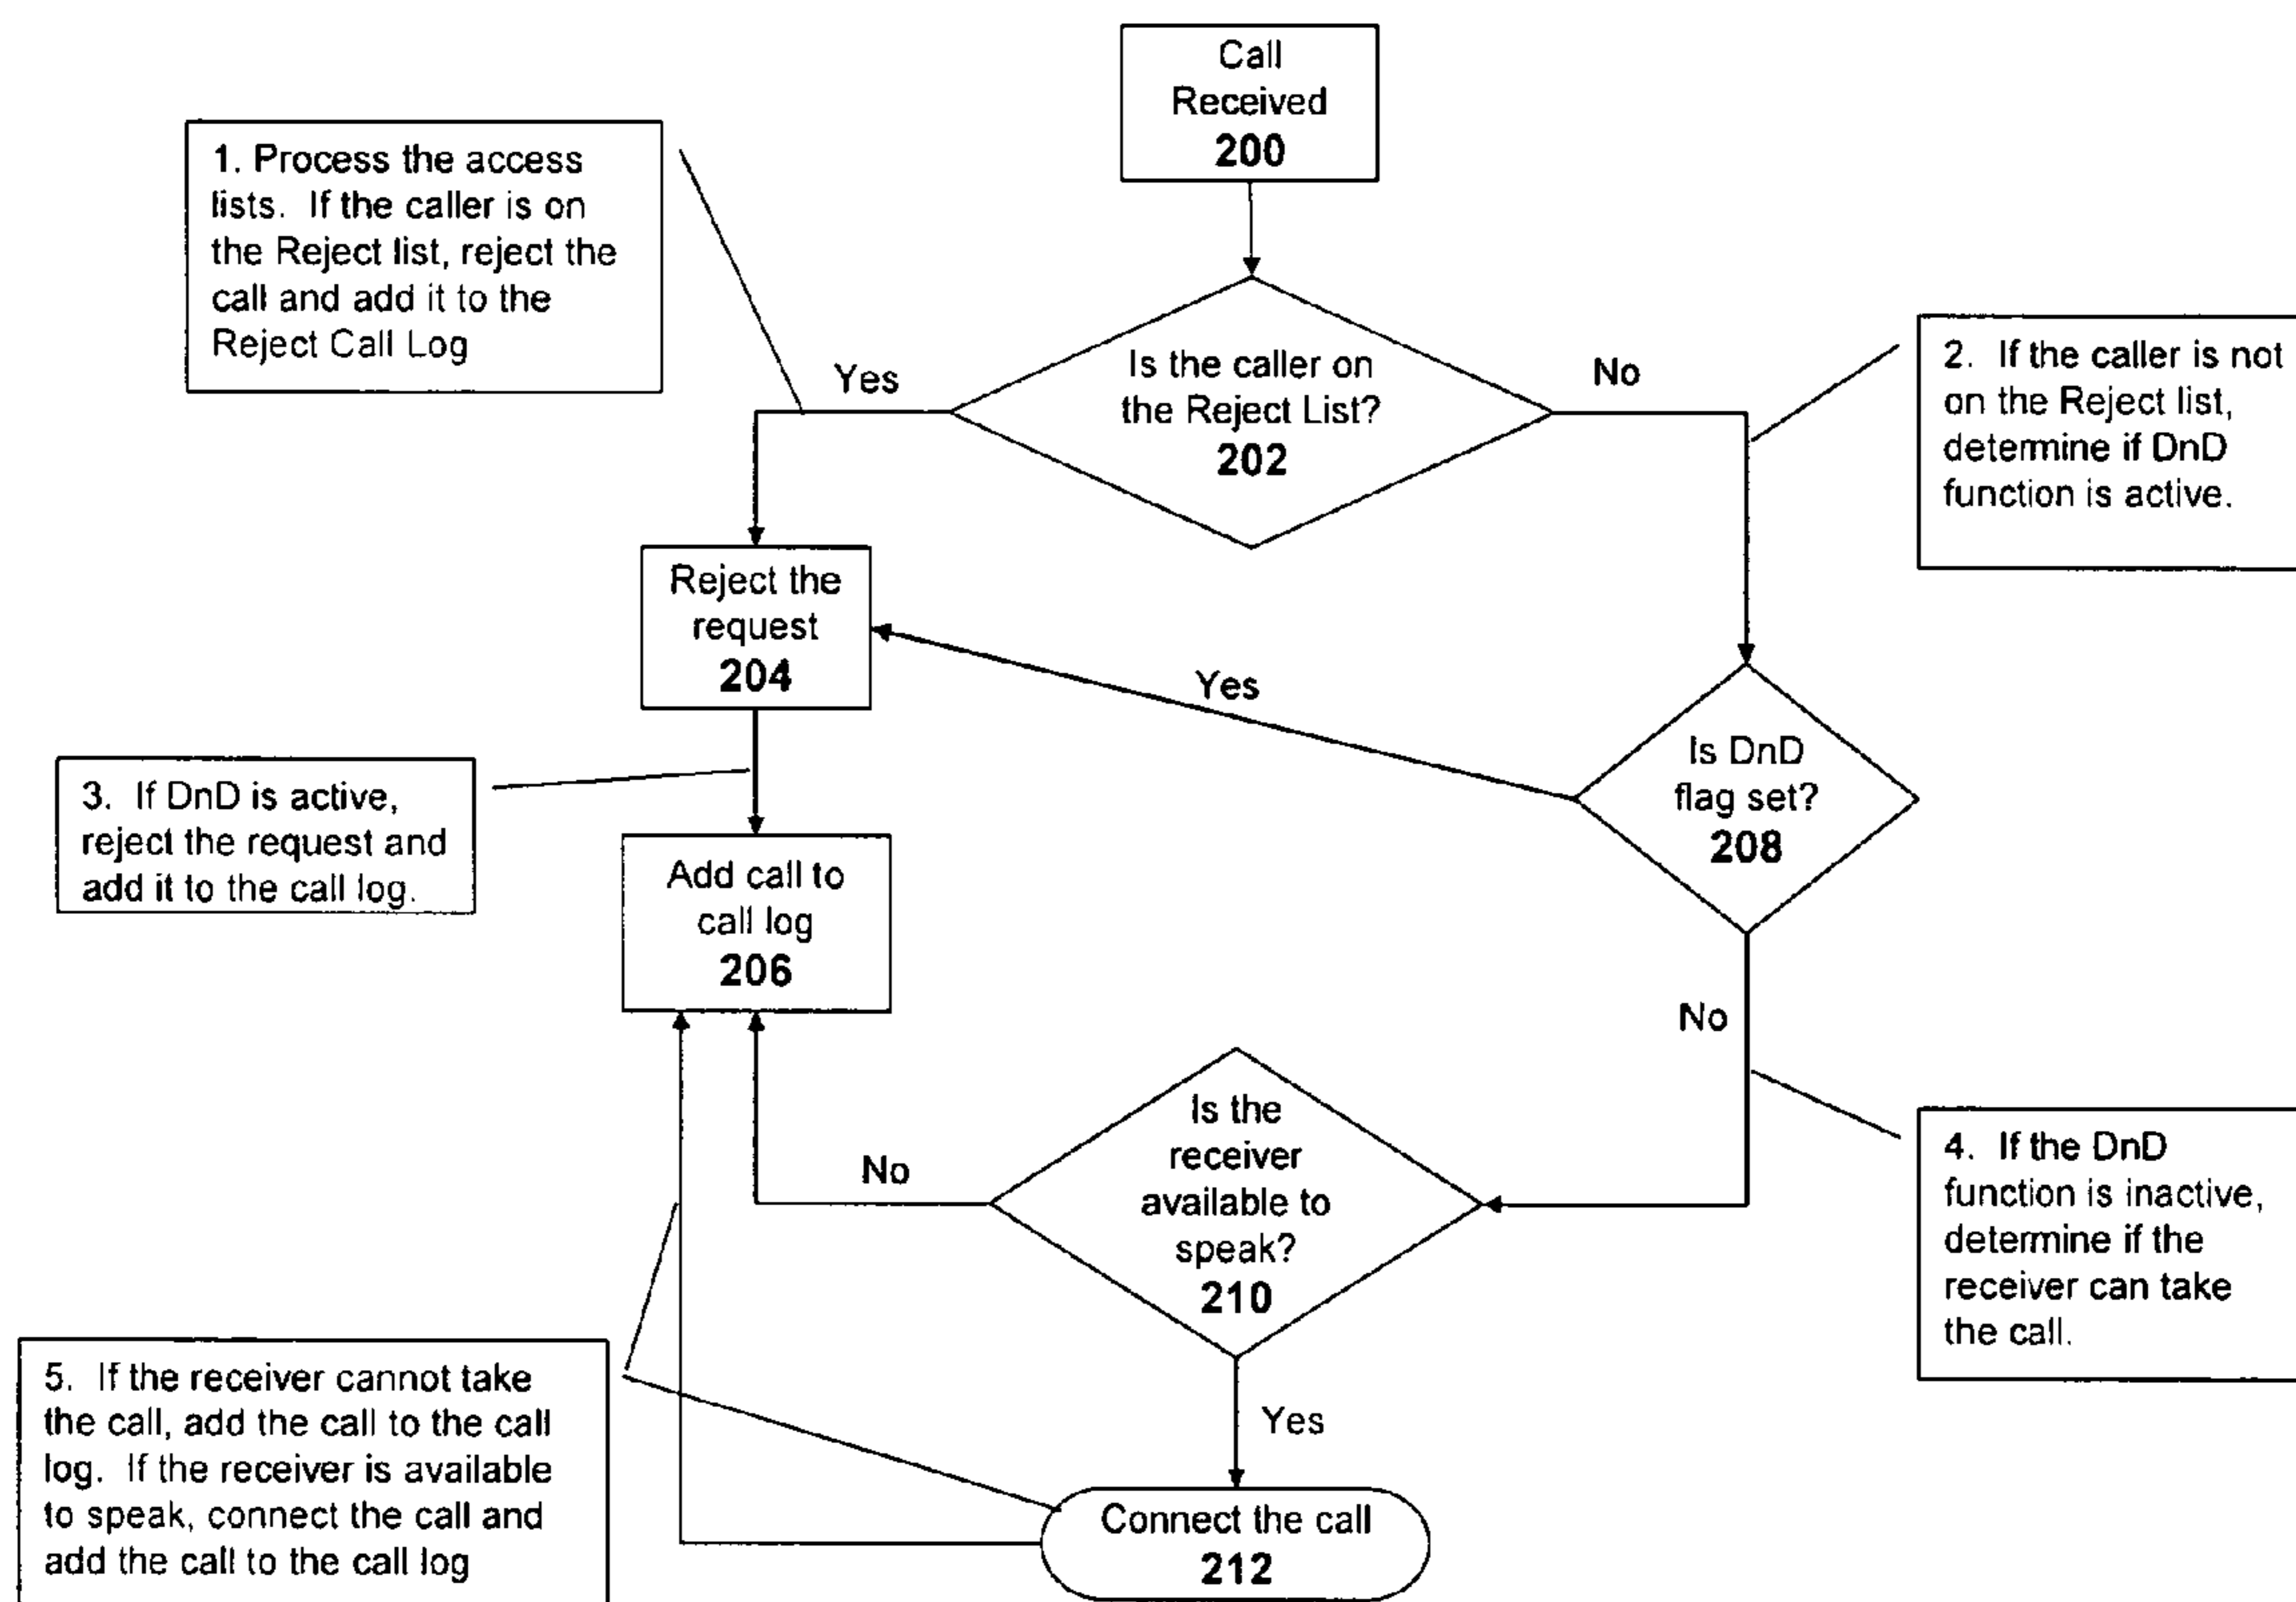 Call
Received
200
1. Process the access
lists. If the caller is on
the Reject list, reject the
call and add it to the
Reject Call Log
Is the caller on
the Reject List?
202
Yes
No
2. If the caller is not
on the Reject list,
determine if DnD
function is active.
Reject the
request
204
Yes
Is DnD
flag set?
208
3. If DnD is active,
reject the request and
add it to the call log.
Add call to
call log
206
No
Is the
receiver
available to
speak?
210
No
4. If the DnD
function is inactive,
determine if the
receiver can take
the call.
5. If the receiver cannot take
the call, add the call to the call
log. If the receiver is available
to speak, connect the call and
add the call to the call log
Yes
Connect the call
212